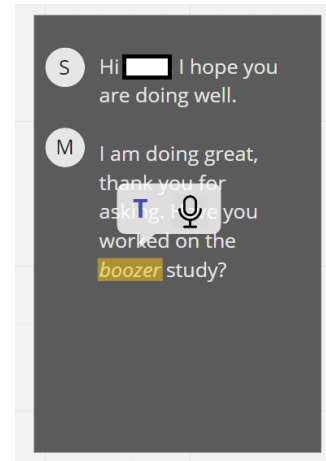 S
Hi I hope you
are doing well.
M
I am doing great,
thank you for
asking. Have you
worked on the
boozer study?
T